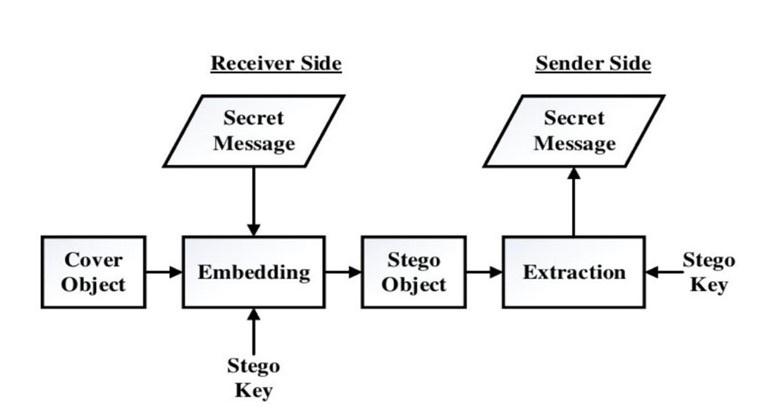 Receiver Side
Sender Side
Secret
Message
Secret
Message
Cover
Object
Embedding
Stego
Object
Extraction
Stego
Key
Stego
Key